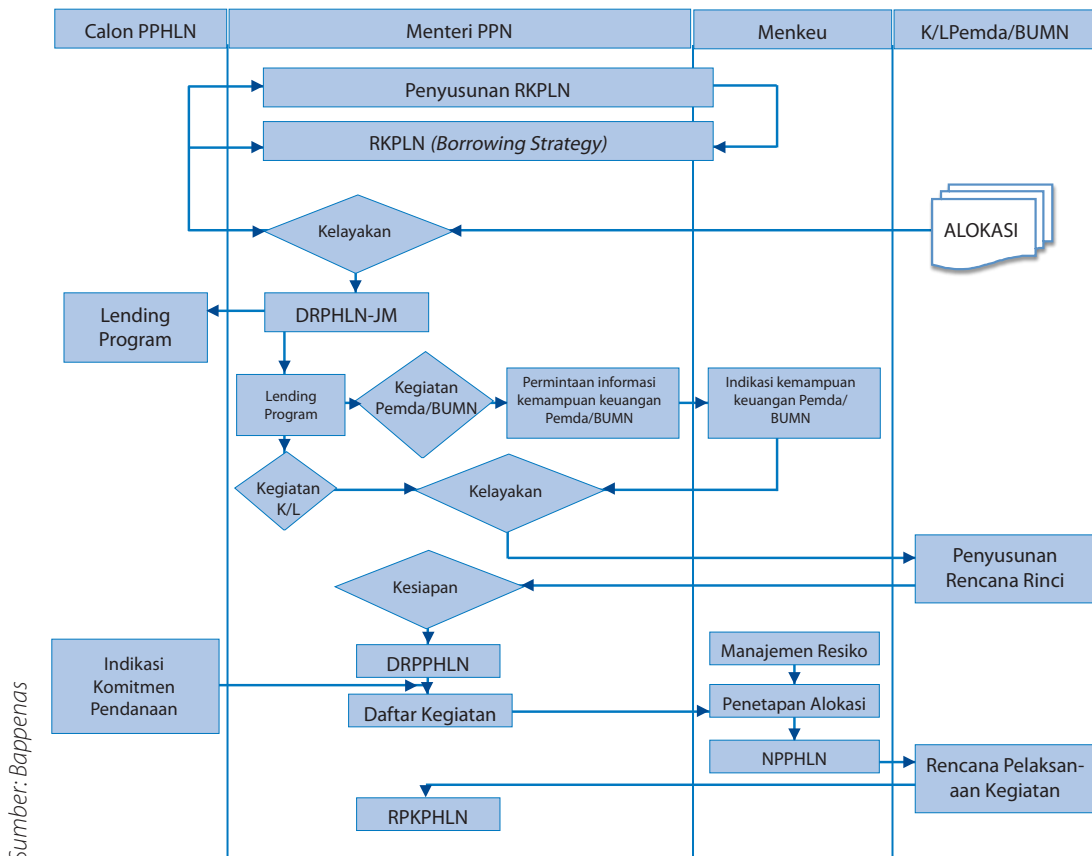 Calon PPHLN
Menteri PPN
Menkeu
K/LPemda/BUMN
Penyusunan RKPLN
RKPLN (Borrowing Strategy)
Kelayakan
ALOKASI
DRPHLN-JM
Lending
Program
Lending
Program
Kegiatan
Pemda/BUMN
Permintaan informasi
kemampuan keuangan
Pemda/BUMN
Indikasi kemampuan
keuangan Pemda/
BUMN
Kegiatan
K/L
Kelayakan
Penyusunan
Rencana Rinci
Kesiapan
Indikasi
Komitmen
Pendanaan
DRPPHLN
Daftar Kegiatan
Manajemen Resiko
Penetapan Alokasi
NPPHLN
Rencana Pelaksan-
aan Kegiatan
RPKPHLN
Sumber: Bappenas